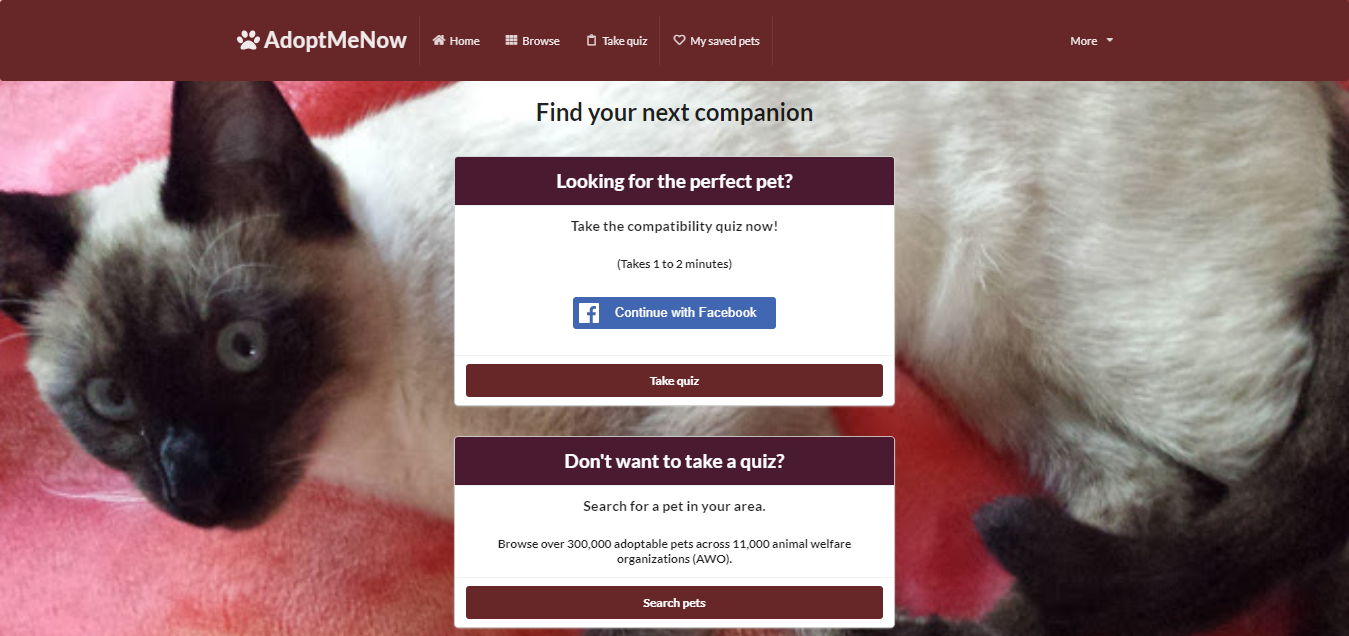 AdoptMeNow
Home
Browse
Take quiz
My saved pets
More
Find your next companion
Looking for the perfect pet?
Take the compatibility quiz now!
(Takes 1 to 2 minutes)
Continue with Facebook
Take quiz
Don't want to take a quiz?
Search for a pet in your area.
Browse over 300,000 adoptable pets across 11,000 animal welfare
organizations (AWO).
Search pets